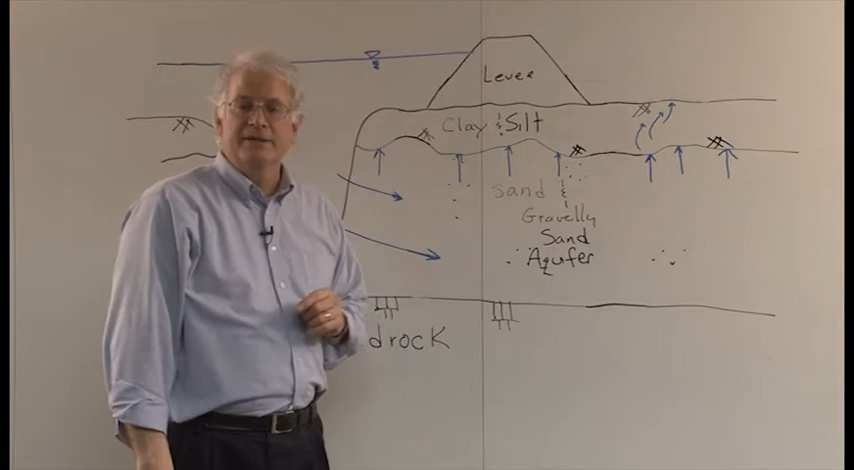 Levee
Clay & Silt
Sand &
Gravelly
Sand
Aqufer
drock